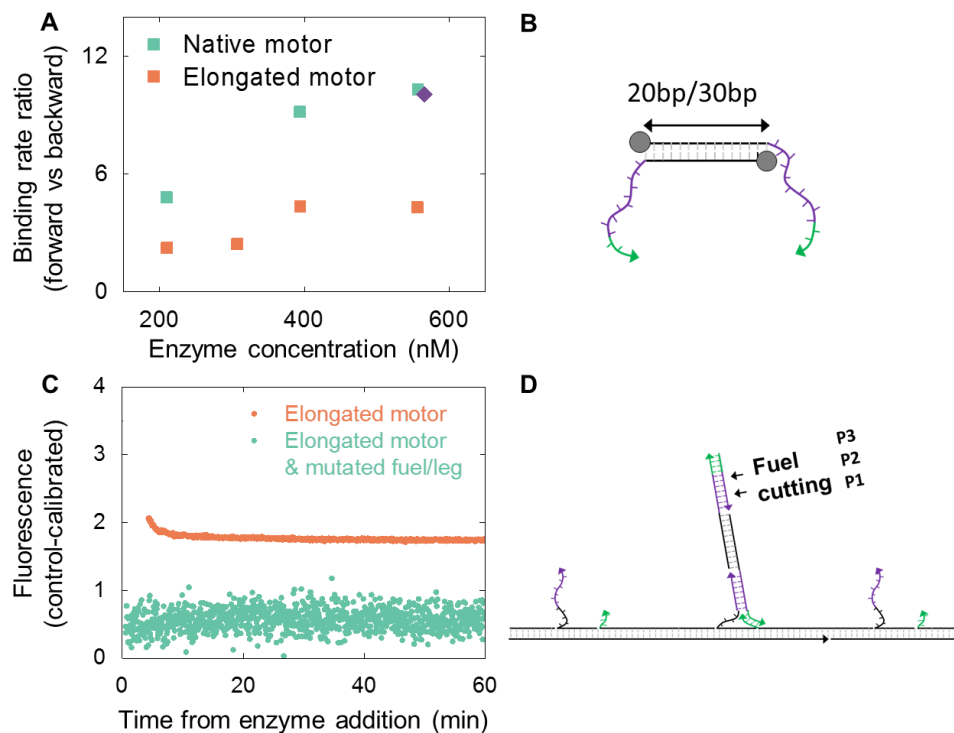 A
Binding rate ratio
(forward vs backward)
12
6
0
Native motor
Elongated motor
200
400
600
Enzyme concentration (nM)
B
20bp/30bp
C
Fluorescence
(control-calibrated)
4
3
2
1
0
Elongated motor
Elongated motor
& mutated fuel/leg
0
20
40
60
Time from enzyme addition (min)
D
Fuel
cutting
P3
P2
P1